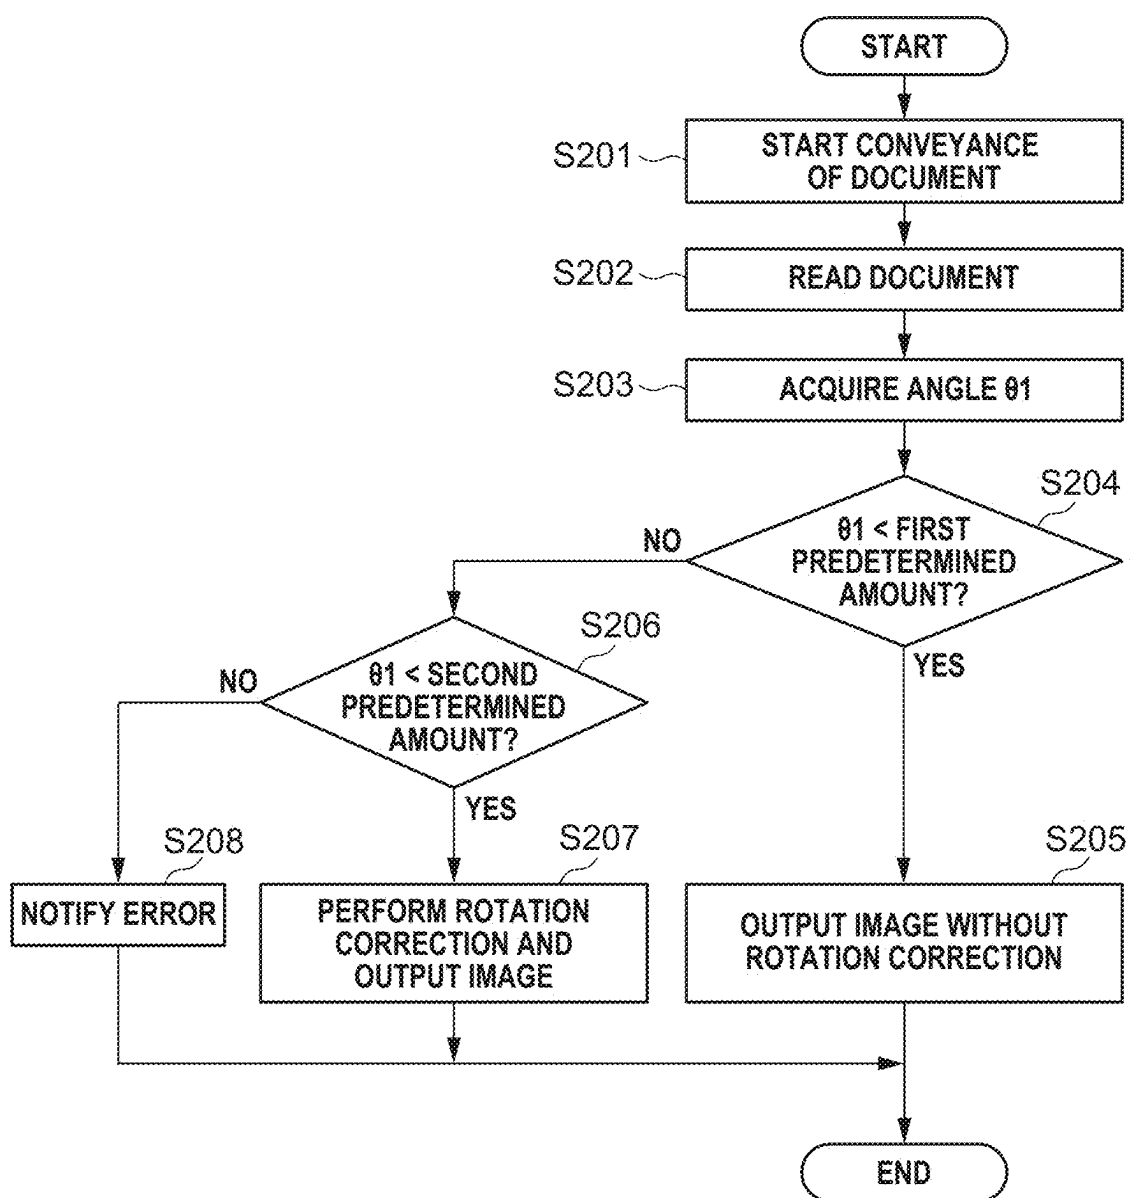 START
S201
START CONVEYANCE
OF DOCUMENT
S202
READ DOCUMENT
S203
ACQUIRE ANGLE θ1
S204
θ1 < FIRST
PREDETERMINED
AMOUNT?
NO
YES
S206
θ1 < SECOND
PREDETERMINED
AMOUNT?
NO
YES
S208
NOTIFY ERROR
S207
PERFORM ROTATION
CORRECTION AND
OUTPUT IMAGE
S205
OUTPUT IMAGE WITHOUT
ROTATION CORRECTION
END